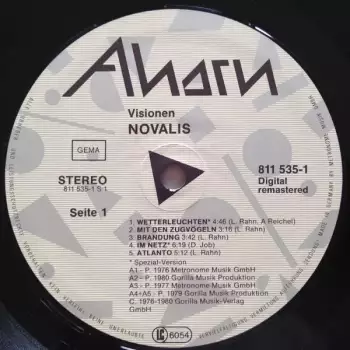 Ahorn
Visionen
NOVALIS
GEMA
STEREO
811 535-1 S 1
811 535-1
Digital
remastered
Seite 1
1. WETTERLEUCHTEN* 4:46 (L. Rahn, A Reichel)
2. MIT DEN ZUGVÖGELN 3:16 (L. Rahn)
3. BRANDUNG 3:42 (L. Rahn)
4. IM NETZ* 6:19 (D. Job)
5. ATLANTO 5:12 (L. Rahn)
* Spezial-Version
A1 - P. 1976 Metronome Musik GmbH
A2 - P. 1980 Gorilla Musik Produktion
A3 - P. 1977 Metronome Musik GmbH
A4+A5 - P. 1979 Gorilla Musik Produktion
C. 1976-1980 Gorilla Musik-Verlag
GmbH
LC 6054